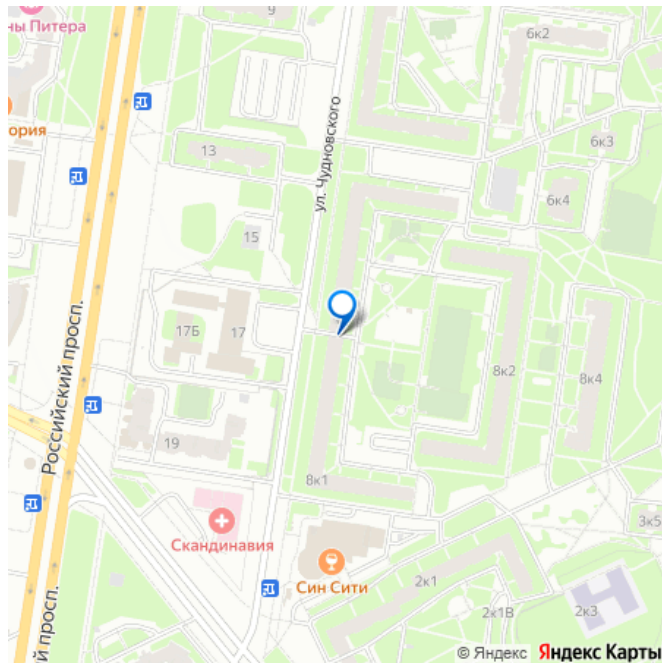 ны Питера
9
6к2
ория
ул. Чудновского
13
6к3
6к4
15
17Б
17
Российский просп.
8к2
8к4
19
8к1
Скандинавия
3к5
Син Сити
2к1
2к1В
2к3
й просп.
© Яндекс Яндекс Карты